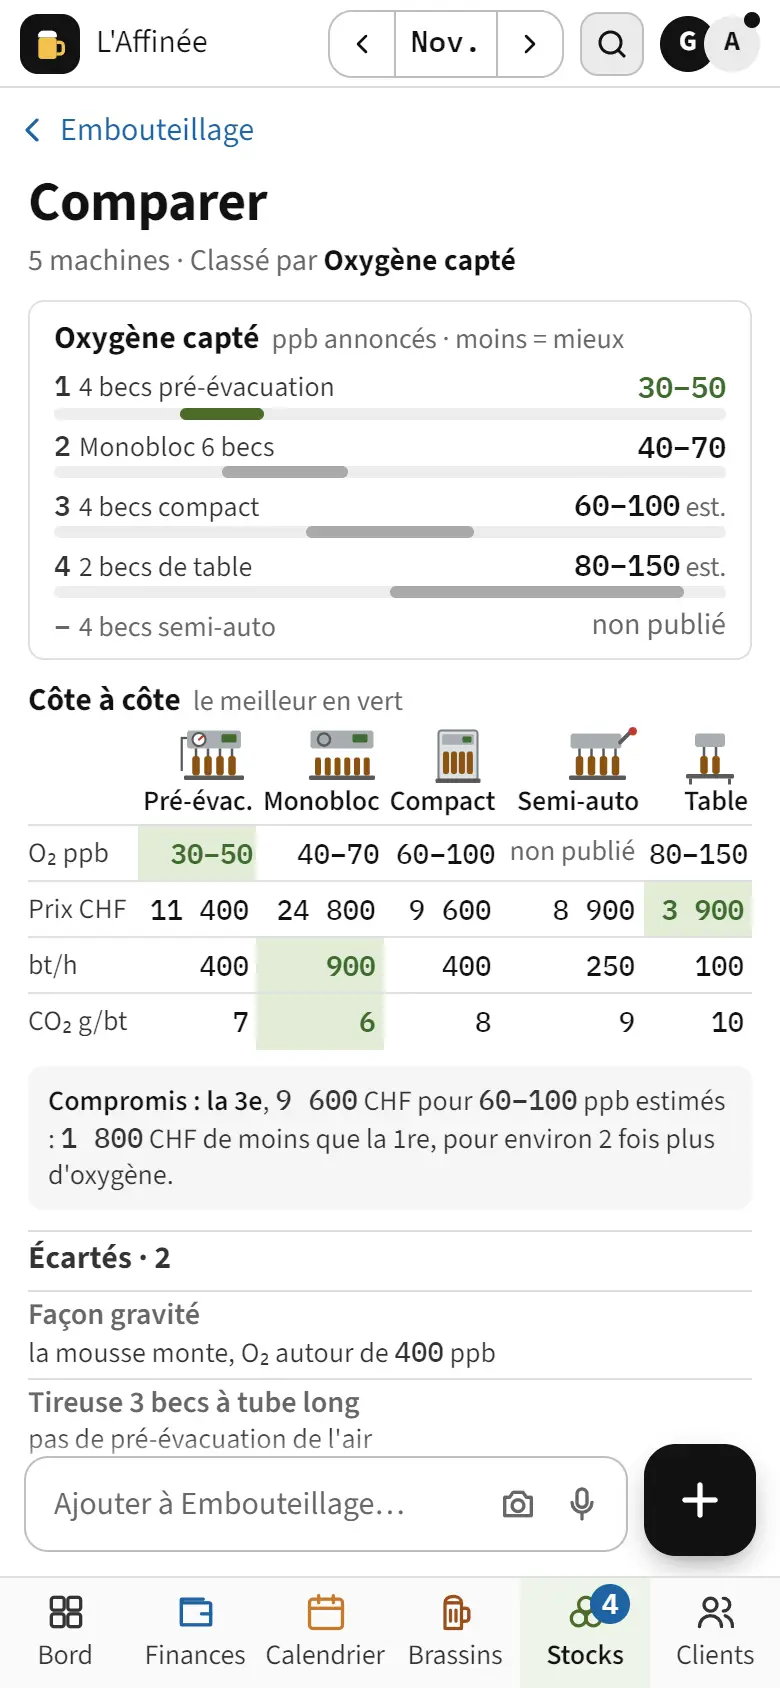 L'Affinée
Nov.
G
A
Embouteillage
Comparer
5 machines · Classé par Oxygène capté
Oxygène capté ppb annoncés · moins = mieux
1 4 becs pré-évacuation 30–50
2 Monobloc 6 becs 40–70
3 4 becs compact 60–100 est.
4 2 becs de table 80–150 est.
– 4 becs semi-auto non publié
Côte à côte le meilleur en vert
Pré-évac. Monobloc Compact Semi-auto Table
O₂ ppb 30–50 40–70 60–100 non publié 80–150
Prix CHF 11 400 24 800 9 600 8 900 3 900
bt/h 400 900 400 250 100
CO₂ g/bt 7 6 8 9 10
Compromis : la 3e, 9 600 CHF pour 60–100 ppb estimés
: 1 800 CHF de moins que la 1re, pour environ 2 fois plus
d'oxygène.
Écartés · 2
Façon gravité
la mousse monte, O₂ autour de 400 ppb
Tireuse 3 becs à tube long
pas de pré-évacuation de l'air
Ajouter à Embouteillage...
4
Bord Finances Calendrier Brassins Stocks Clients